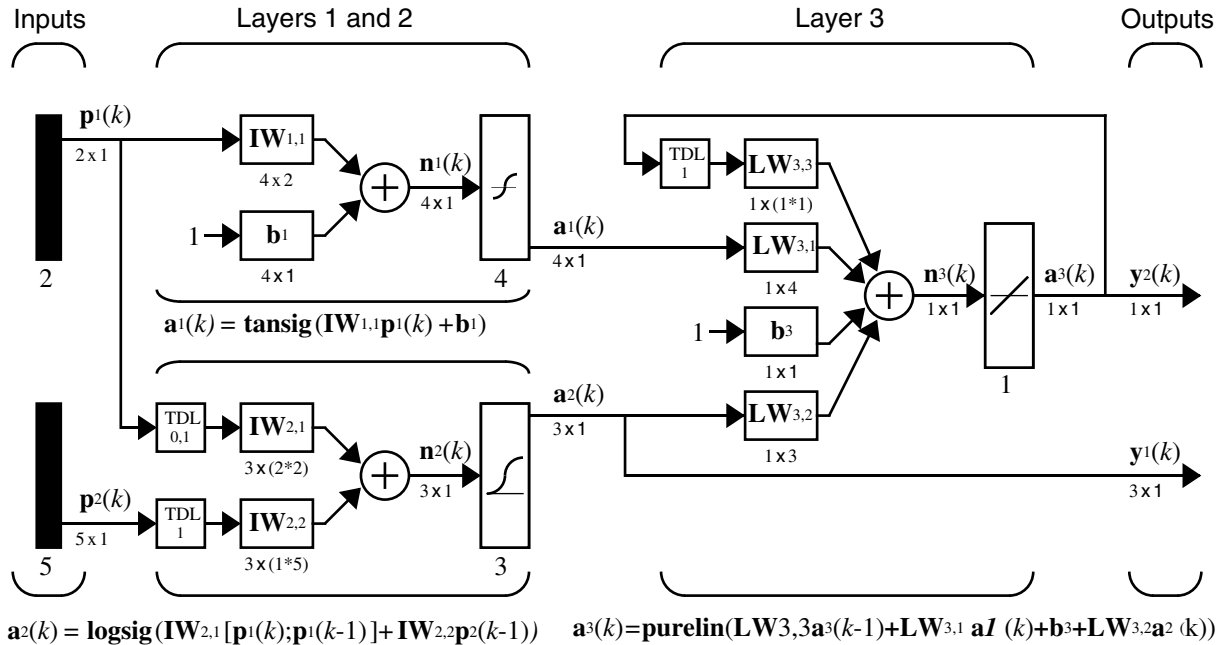 Inputs
Layers 1 and 2
Layer 3
Outputs
p1(k)
2 x 1
2
IW1,1
4 x 2
1
b1
4 x 1
n1(k)
4 x 1
4
a1(k) = tansig (IW1,1p1(k) +b1)
a1(k)
4 x 1
TDL
1
LW3,3
1 x (1*1)
LW3,1
1 x 4
1
b3
1 x 1
LW3,2
1 x 3
n3(k)
1 x 1
1
a3(k)
1 x 1
y2(k)
1 x 1
p2(k)
5 x 1
5
TDL
0,1
IW2,1
3 x (2*2)
TDL
1
IW2,2
3 x (1*5)
n2(k)
3 x 1
3
a2(k)
3 x 1
y1(k)
3 x 1
a2(k) = logsig (IW2,1 [p1(k);p1(k-1) ]+ IW2,2p2(k-1))
a3(k)=purelin(LW3,3a3(k-1)+LW3,1 a1 (k)+b3+LW3,2a2 (k))